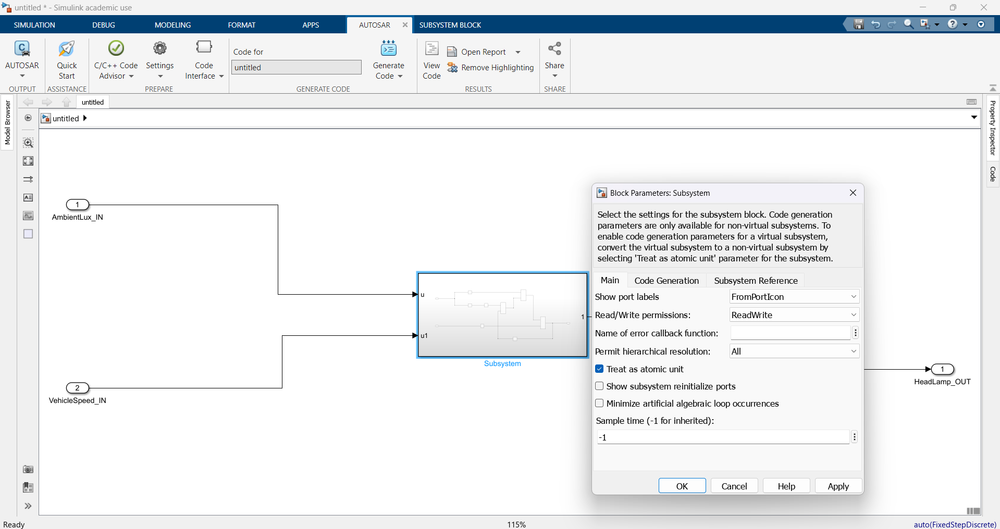 untitled * - Simulink academic use
SIMULATION DEBUG MODELING FORMAT APPS AUTOSAR SUBSYSTEM BLOCK
AUTOSAR
OUTPUT
Quick
Start
ASSISTANCE
C/C++ Code
Advisor
Settings
Code
Interface
PREPARE
Code for
untitled
Generate
Code
GENERATE CODE
View
Code
Open Report
Remove Highlighting
RESULTS
Share
SHARE
Model Browser
untitled
untitled
Property Inspector
Code
1
AmbientLux_IN
2
VehicleSpeed_IN
u
u1
1
Subsystem
Block Parameters: Subsystem
Select the settings for the subsystem block. Code generation
parameters are only available for non-virtual subsystems. To
enable code generation parameters for a virtual subsystem,
convert the virtual subsystem to a non-virtual subsystem by
selecting 'Treat as atomic unit' parameter for the subsystem.
Main Code Generation Subsystem Reference
Show port labels FromPortIcon
Read/Write permissions: ReadWrite
Name of error callback function:
Permit hierarchical resolution: All
Treat as atomic unit
Show subsystem reinitialize ports
Minimize artificial algebraic loop occurrences
Sample time (-1 for inherited):
-1
OK Cancel Help Apply
1
HeadLamp_OUT
Ready 115% auto(FixedStepDiscrete)